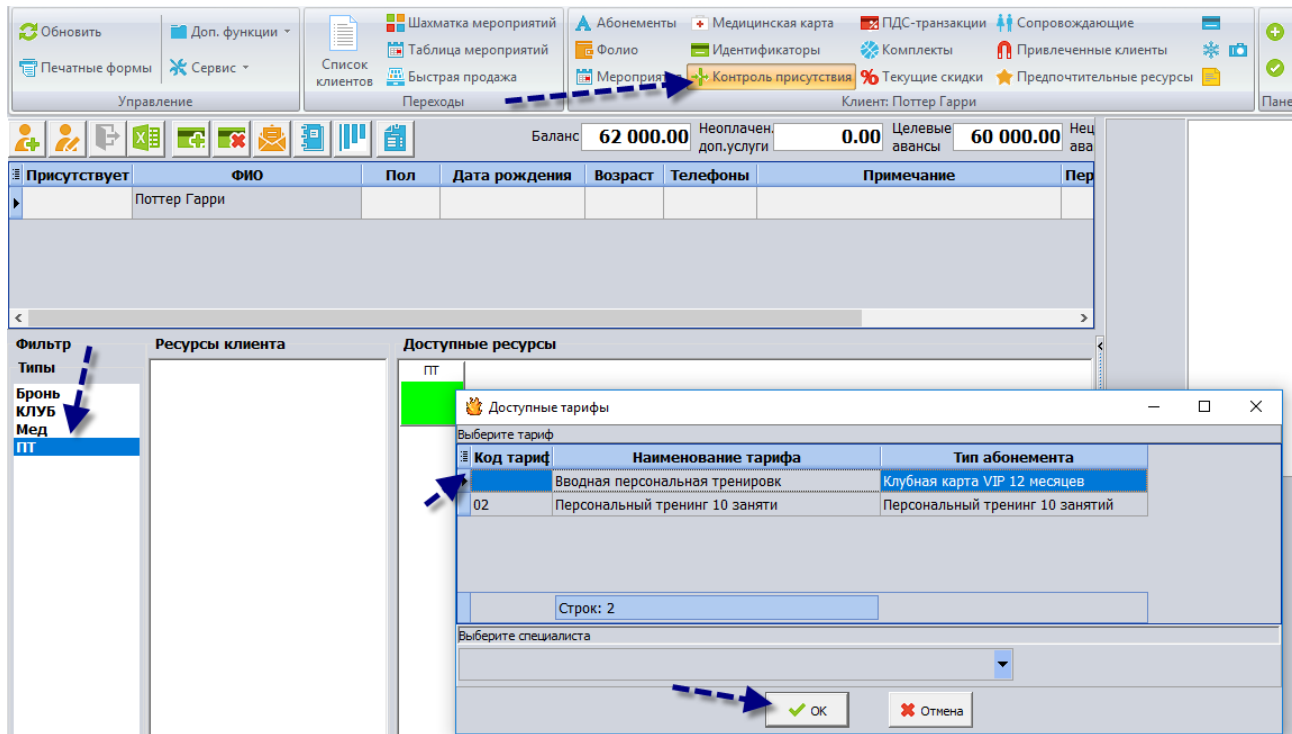 Обновить
Доп. функции
Печатные формы
Сервис
Управление
Список
клиентов
Шахматка мероприятий
Таблица мероприятий
Быстрая продажа
Переходы
Абонементы
Медицинская карта
ПДС-транзакции
Сопровождающие
Фолио
Идентификаторы
Комплекты
Привлеченные клиенты
Мероприятия
Контроль присутствия
Текущие скидки
Предпочтительные ресурсы
Клиент: Поттер Гарри
Пане
Баланс 62 000.00
Неоплачен.
доп.услуги
0.00
Целевые
авансы
60 000.00
Нец
ава
Присутствует ФИО Пол Дата рождения Возраст Телефоны Примечание Пер
Поттер Гарри
Фильтр
Типы
Бронь
КЛУБ
Мед
ПТ
Ресурсы клиента
Доступные ресурсы
ПТ
Доступные тарифы
Выберите тариф
Код тариф Наименование тарифа Тип абонемента
Вводная персональная тренировк Клубная карта VIP 12 месяцев
02 Персональный тренинг 10 заняти Персональный тренинг 10 занятий
Строк: 2
Выберите специалиста
ОК
Отмена